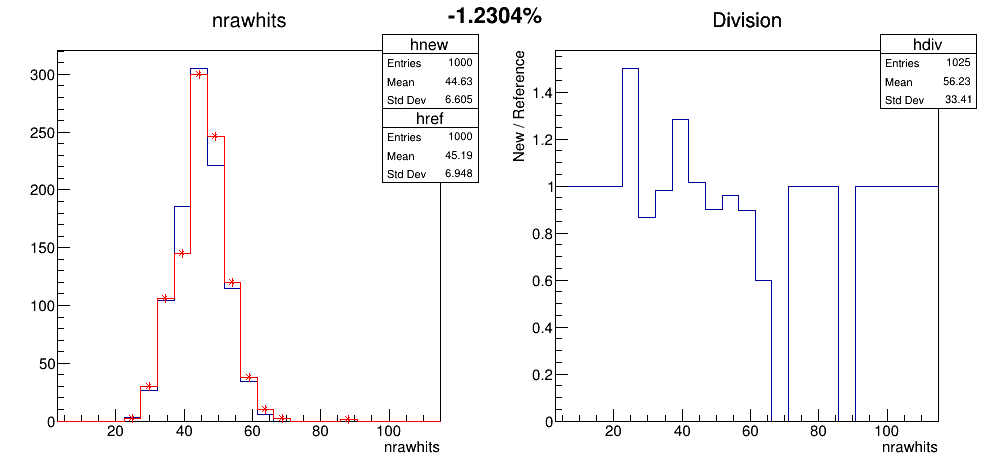 -1.2304%
nrawhits
hnew
Entries 1000
Mean 44.63
Std Dev 6.605
href
Entries 1000
Mean 45.19
Std Dev 6.948
300
250
200
150
100
50
0
20 40 60 80 100
nrawhits
Division
hdiv
Entries 1025
Mean 56.23
Std Dev 33.41
New / Reference
1.4
1.2
1
0.8
0.6
0.4
0.2
0
20 40 60 80 100
nrawhits